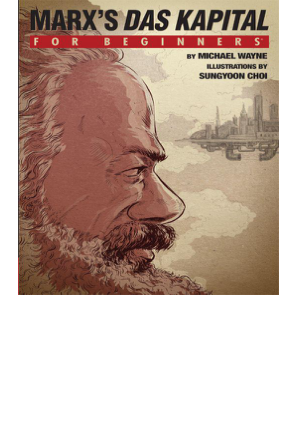 MARX'S DAS KAPITAL
FOR BEGINNERS®
BY MICHAEL WAYNE
ILLUSTRATIONS BY
SUNGYOON CHOI